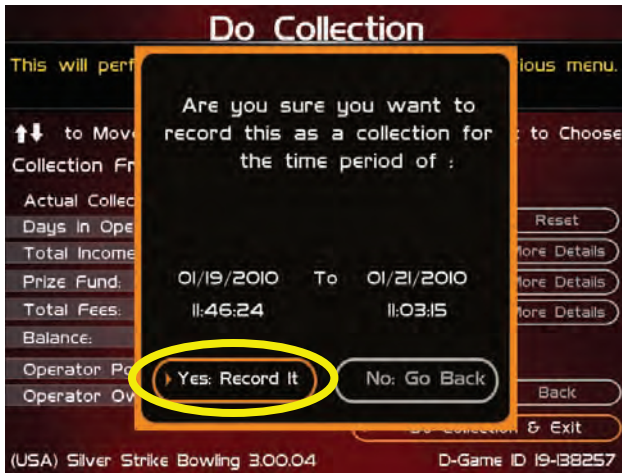 Do Collection
This will perf ious menu.
Are you sure you want to
record this as a collection for
the time period of :
to Mov to Choose
Collection Fr
Actual Collec
Days in Ope Reset
Total Income More Details
Prize Fund: More Details
Total Fees: More Details
01/19/2010 To 01/21/2010
11:46:24 11:03:15
Balance:
Operator Po
Yes: Record It No: Go Back
Operator Ov Back
Do Collection & Exit
(USA) Silver Strike Bowling 3.00.04 D-Game ID 19-138257